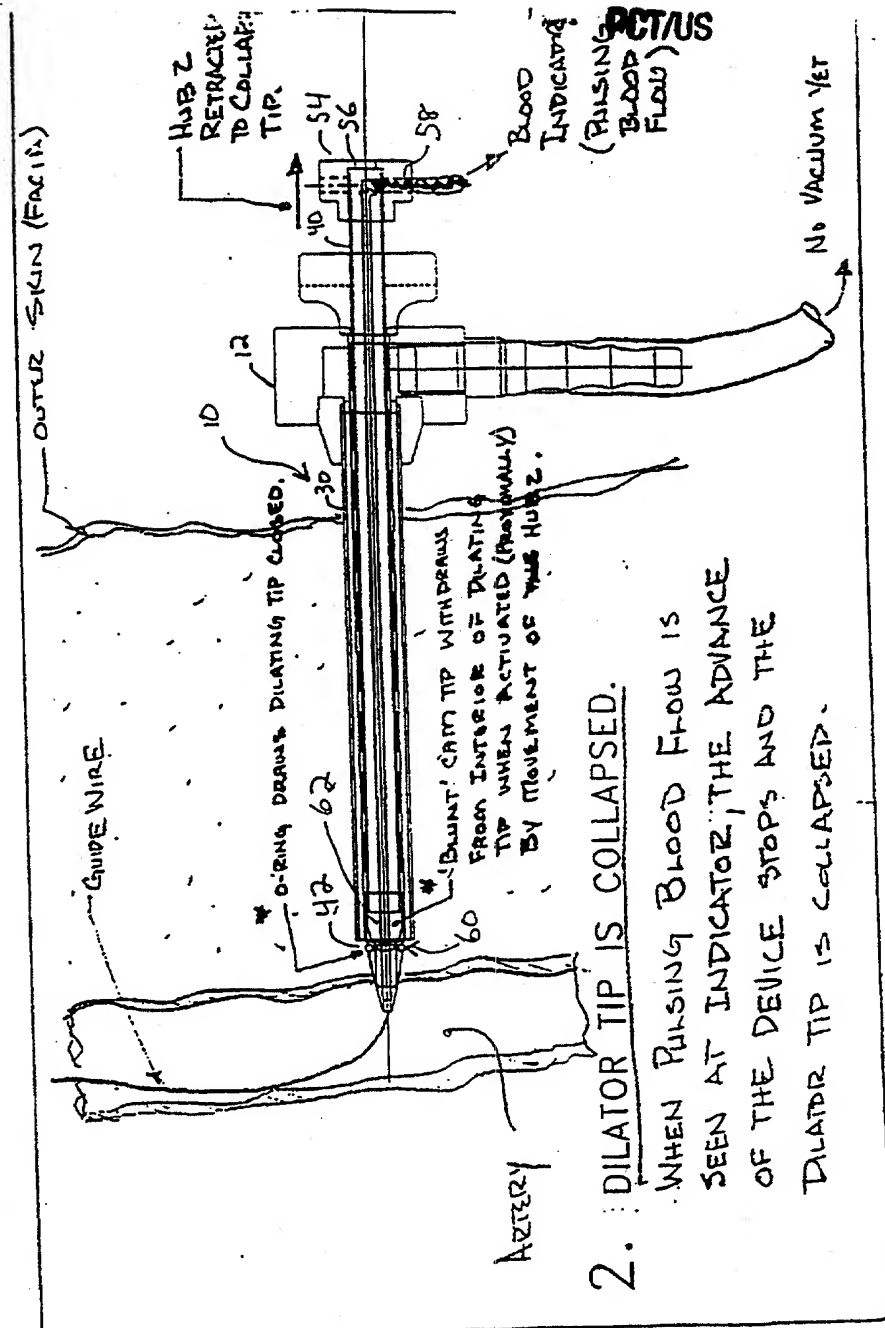 PCT/US
OUTER SKIN (FACIA)
HUB 2
RETRACTED
TO COLLAPSE
TIP.
54
56
58
40
BLOOD
INDICATOR
(PULSING
BLOOD
FLOW)
12
10
30
NO VACUUM YET
GUIDE WIRE
* O-RING DRAWS DILATING TIP CLOSED.
62
42
60
* 'BLUNT' CAM TIP WITHDRAWS
FROM INTERIOR OF DILATING
TIP WHEN ACTIVATED (PROXIMALLY)
BY MOVEMENT OF HUB 2.
ARTERY
2. DILATOR TIP IS COLLAPSED.
WHEN PULSING BLOOD FLOW IS
SEEN AT INDICATOR, THE ADVANCE
OF THE DEVICE STOPS AND THE
DILATOR TIP IS COLLAPSED.